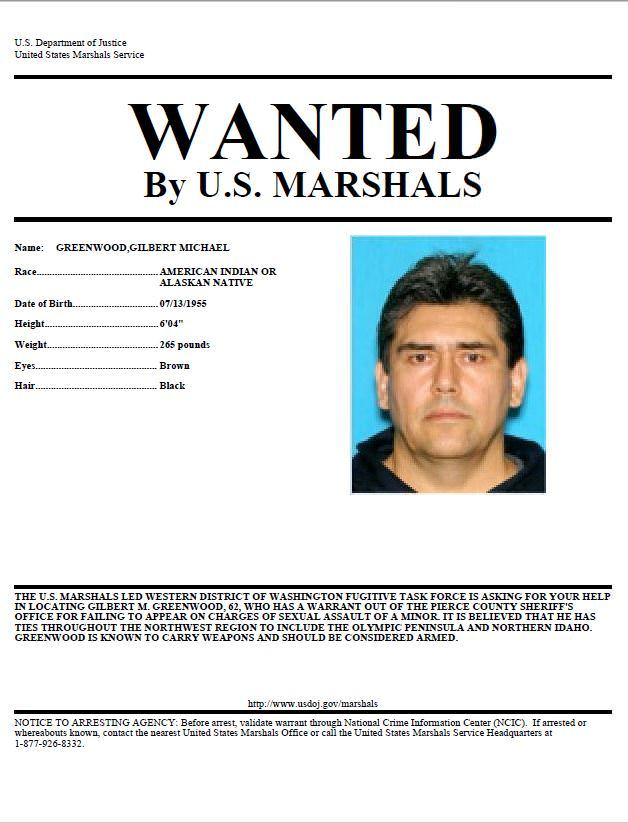 U.S. Department of Justice
United States Marshals Service
WANTED
By U.S. MARSHALS
Name: GREENWOOD,GILBERT MICHAEL
Race................................................AMERICAN INDIAN OR
ALASKAN NATIVE
Date of Birth.................................07/13/1955
Height.............................................6'04"
Weight............................................265 pounds
Eyes................................................ Brown
Hair................................................ Black
THE U.S. MARSHALS LED WESTERN DISTRICT OF WASHINGTON FUGITIVE TASK FORCE IS ASKING FOR YOUR HELP
IN LOCATING GILBERT M. GREENWOOD, 62, WHO HAS A WARRANT OUT OF THE PIERCE COUNTY SHERIFF'S
OFFICE FOR FAILING TO APPEAR ON CHARGES OF SEXUAL ASSAULT OF A MINOR. IT IS BELIEVED THAT HE HAS
TIES THROUGHOUT THE NORTHWEST REGION TO INCLUDE THE OLYMPIC PENINSULA AND NORTHERN IDAHO.
GREENWOOD IS KNOWN TO CARRY WEAPONS AND SHOULD BE CONSIDERED ARMED.
http://www.usdoj.gov/marshals
NOTICE TO ARRESTING AGENCY: Before arrest, validate warrant through National Crime Information Center (NCIC). If arrested or
whereabouts known, contact the nearest United States Marshals Office or call the United States Marshals Service Headquarters at
1-877-926-8332.